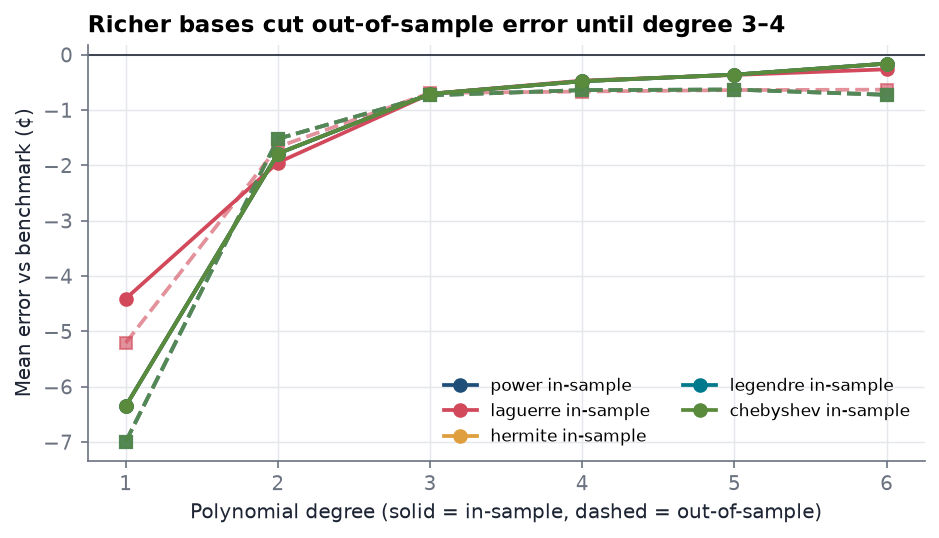 Richer bases cut out-of-sample error until degree 3–4
Mean error vs benchmark (¢)
0
−1
−2
−3
−4
−5
−6
−7
power in-sample
laguerre in-sample
hermite in-sample
legendre in-sample
chebyshev in-sample
1 2 3 4 5 6
Polynomial degree (solid = in-sample, dashed = out-of-sample)